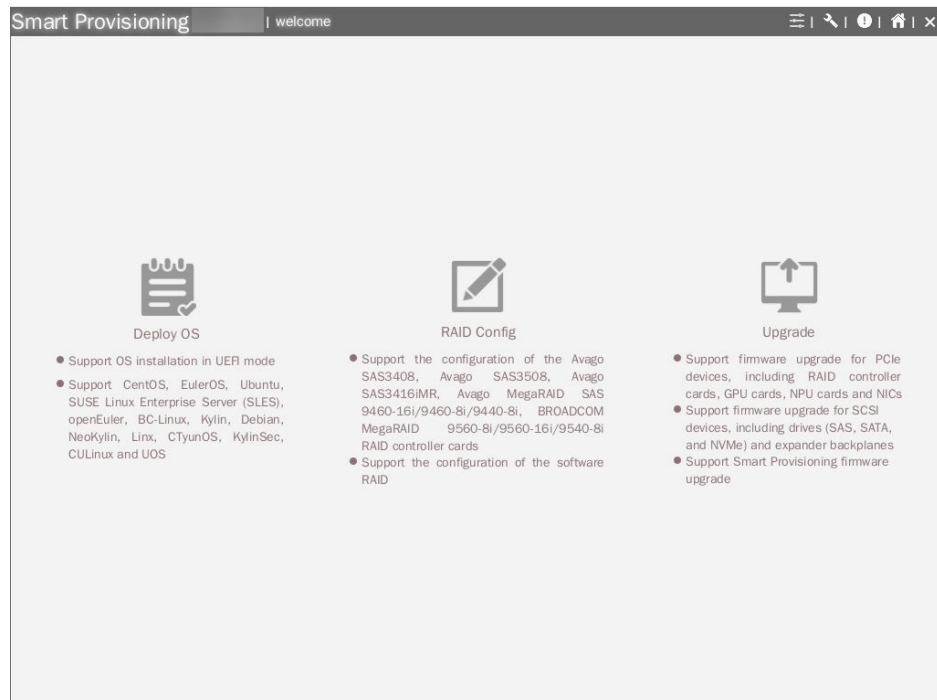 Smart Provisioning | welcome
Deploy OS
Support OS installation in UEFI mode
Support CentOS, EulerOS, Ubuntu,
SUSE Linux Enterprise Server (SLES),
openEuler, BC-Linux, Kylin, Debian,
NeoKylin, Linx, CTyunOS, KylinSec,
CULinux and UOS
RAID Config
Support the configuration of the Avago
SAS3408, Avago SAS3508, Avago
SAS3416iMR, Avago MegaRAID SAS
9460-16i/9460-8i/9440-8i, BROADCOM
MegaRAID 9560-8i/9560-16i/9540-8i
RAID controller cards
Support the configuration of the software
RAID
Upgrade
Support firmware upgrade for PCIe
devices, including RAID controller
cards, GPU cards, NPU cards and NICs
Support firmware upgrade for SCSI
devices, including drives (SAS, SATA,
and NVMe) and expander backplanes
Support Smart Provisioning firmware
upgrade